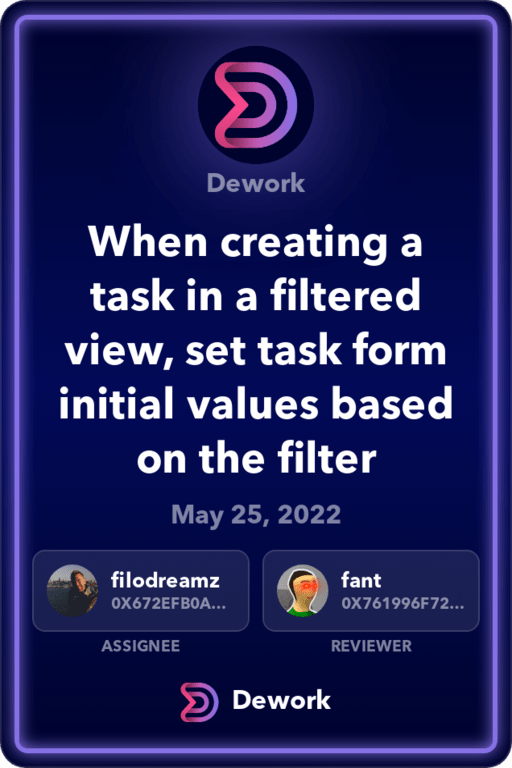 Dework
When creating a
task in a filtered
view, set task form
initial values based
on the filter
May 25, 2022
filodreamz
0X672EFB0A...
ASSIGNEE
fant
0X761996F72...
REVIEWER
Dework